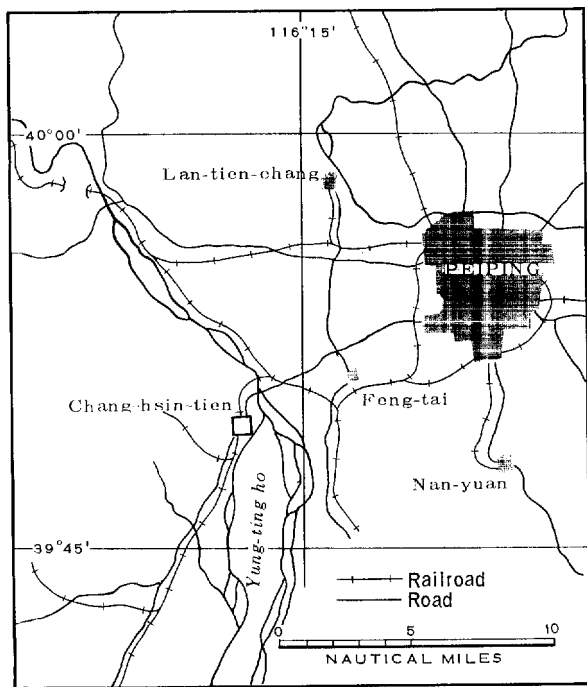 116°15'
40°00'
Lan-tien-chang
PEIPING
Chang-hsin-tien
Feng-tai
Nan-yuan
Yung-ting ho
39°45'
Railroad
Road
0 5 10
NAUTICAL MILES